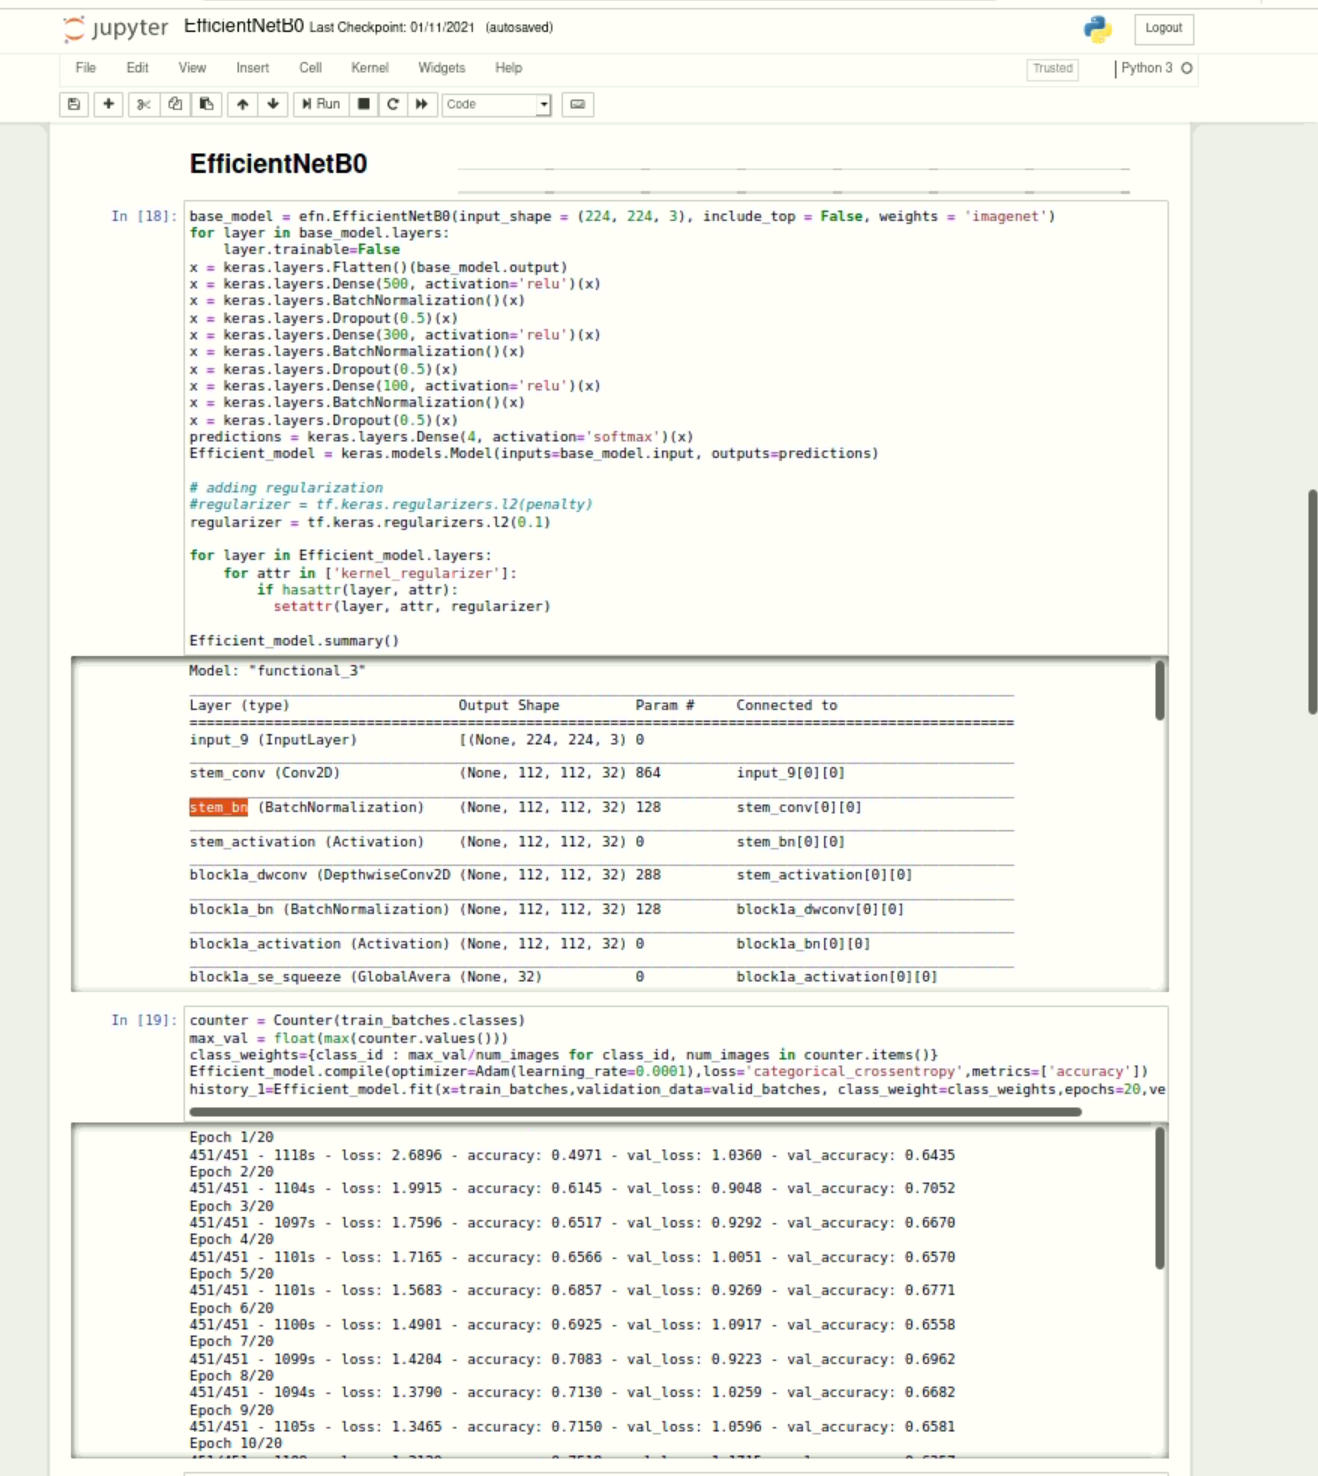 jupyter EfficientNetB0 Last Checkpoint: 01/11/2021 (autosaved) Logout
File Edit View Insert Cell Kernel Widgets Help Trusted Python 3
Run Code
EfficientNetB0
In [18]: base_model = efn.EfficientNetB0(input_shape = (224, 224, 3), include_top = False, weights = 'imagenet')
for layer in base_model.layers:
    layer.trainable=False
x = keras.layers.Flatten()(base_model.output)
x = keras.layers.Dense(500, activation='relu')(x)
x = keras.layers.BatchNormalization()(x)
x = keras.layers.Dropout(0.5)(x)
x = keras.layers.Dense(300, activation='relu')(x)
x = keras.layers.BatchNormalization()(x)
x = keras.layers.Dropout(0.5)(x)
x = keras.layers.Dense(100, activation='relu')(x)
x = keras.layers.BatchNormalization()(x)
x = keras.layers.Dropout(0.5)(x)
predictions = keras.layers.Dense(4, activation='softmax')(x)
Efficient_model = keras.models.Model(inputs=base_model.input, outputs=predictions)
# adding regularization
#regularizer = tf.keras.regularizers.l2(penalty)
regularizer = tf.keras.regularizers.l2(0.1)
for layer in Efficient_model.layers:
    for attr in ['kernel_regularizer']:
        if hasattr(layer, attr):
          setattr(layer, attr, regularizer)
Efficient_model.summary()
Model: "functional_3"
Layer (type) Output Shape Param # Connected to
input_9 (InputLayer) [(None, 224, 224, 3) 0
stem_conv (Conv2D) (None, 112, 112, 32) 864 input_9[0][0]
stem_bn (BatchNormalization) (None, 112, 112, 32) 128 stem_conv[0][0]
stem_activation (Activation) (None, 112, 112, 32) 0 stem_bn[0][0]
block1a_dwconv (DepthwiseConv2D (None, 112, 112, 32) 288 stem_activation[0][0]
block1a_bn (BatchNormalization) (None, 112, 112, 32) 128 block1a_dwconv[0][0]
block1a_activation (Activation) (None, 112, 112, 32) 0 block1a_bn[0][0]
block1a_se_squeeze (GlobalAvera (None, 32) 0 block1a_activation[0][0]
In [19]: counter = Counter(train_batches.classes)
max_val = float(max(counter.values()))
class_weights={class_id : max_val/num_images for class_id, num_images in counter.items()}
Efficient_model.compile(optimizer=Adam(learning_rate=0.0001),loss='categorical_crossentropy',metrics=['accuracy'])
history_1=Efficient_model.fit(x=train_batches,validation_data=valid_batches, class_weight=class_weights,epochs=20,ve
Epoch 1/20
451/451 - 1118s - loss: 2.6896 - accuracy: 0.4971 - val_loss: 1.0360 - val_accuracy: 0.6435
Epoch 2/20
451/451 - 1104s - loss: 1.9915 - accuracy: 0.6145 - val_loss: 0.9048 - val_accuracy: 0.7052
Epoch 3/20
451/451 - 1097s - loss: 1.7596 - accuracy: 0.6517 - val_loss: 0.9292 - val_accuracy: 0.6670
Epoch 4/20
451/451 - 1101s - loss: 1.7165 - accuracy: 0.6566 - val_loss: 1.0051 - val_accuracy: 0.6570
Epoch 5/20
451/451 - 1101s - loss: 1.5683 - accuracy: 0.6857 - val_loss: 0.9269 - val_accuracy: 0.6771
Epoch 6/20
451/451 - 1100s - loss: 1.4901 - accuracy: 0.6925 - val_loss: 1.0917 - val_accuracy: 0.6558
Epoch 7/20
451/451 - 1099s - loss: 1.4204 - accuracy: 0.7083 - val_loss: 0.9223 - val_accuracy: 0.6962
Epoch 8/20
451/451 - 1094s - loss: 1.3790 - accuracy: 0.7130 - val_loss: 1.0259 - val_accuracy: 0.6682
Epoch 9/20
451/451 - 1105s - loss: 1.3465 - accuracy: 0.7150 - val_loss: 1.0596 - val_accuracy: 0.6581
Epoch 10/20